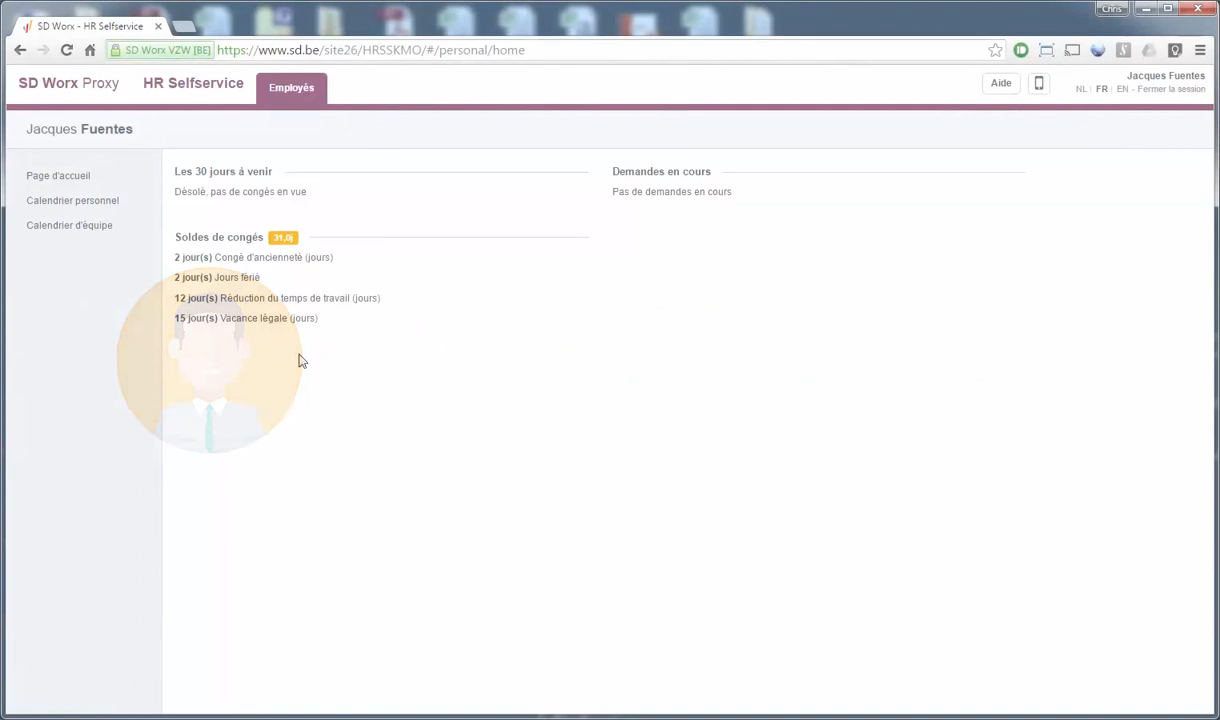 SD Worx - HR Selfservice
Chris
SD Worx VZW [BE] https://www.sd.be/site26/HRSSKMO/#/personal/home
SD Worx Proxy HR Selfservice Employés
Aide
Jacques Fuentes
NL | FR | EN - Fermer la session
Jacques Fuentes
Page d'accueil
Calendrier personnel
Calendrier d'équipe
Les 30 jours à venir
Désolé, pas de congés en vue
Soldes de congés 31,0j
2 jour(s) Congé d'ancienneté (jours)
2 jour(s) Jours férié
12 jour(s) Réduction du temps de travail (jours)
15 jour(s) Vacance légale (jours)
Demandes en cours
Pas de demandes en cours